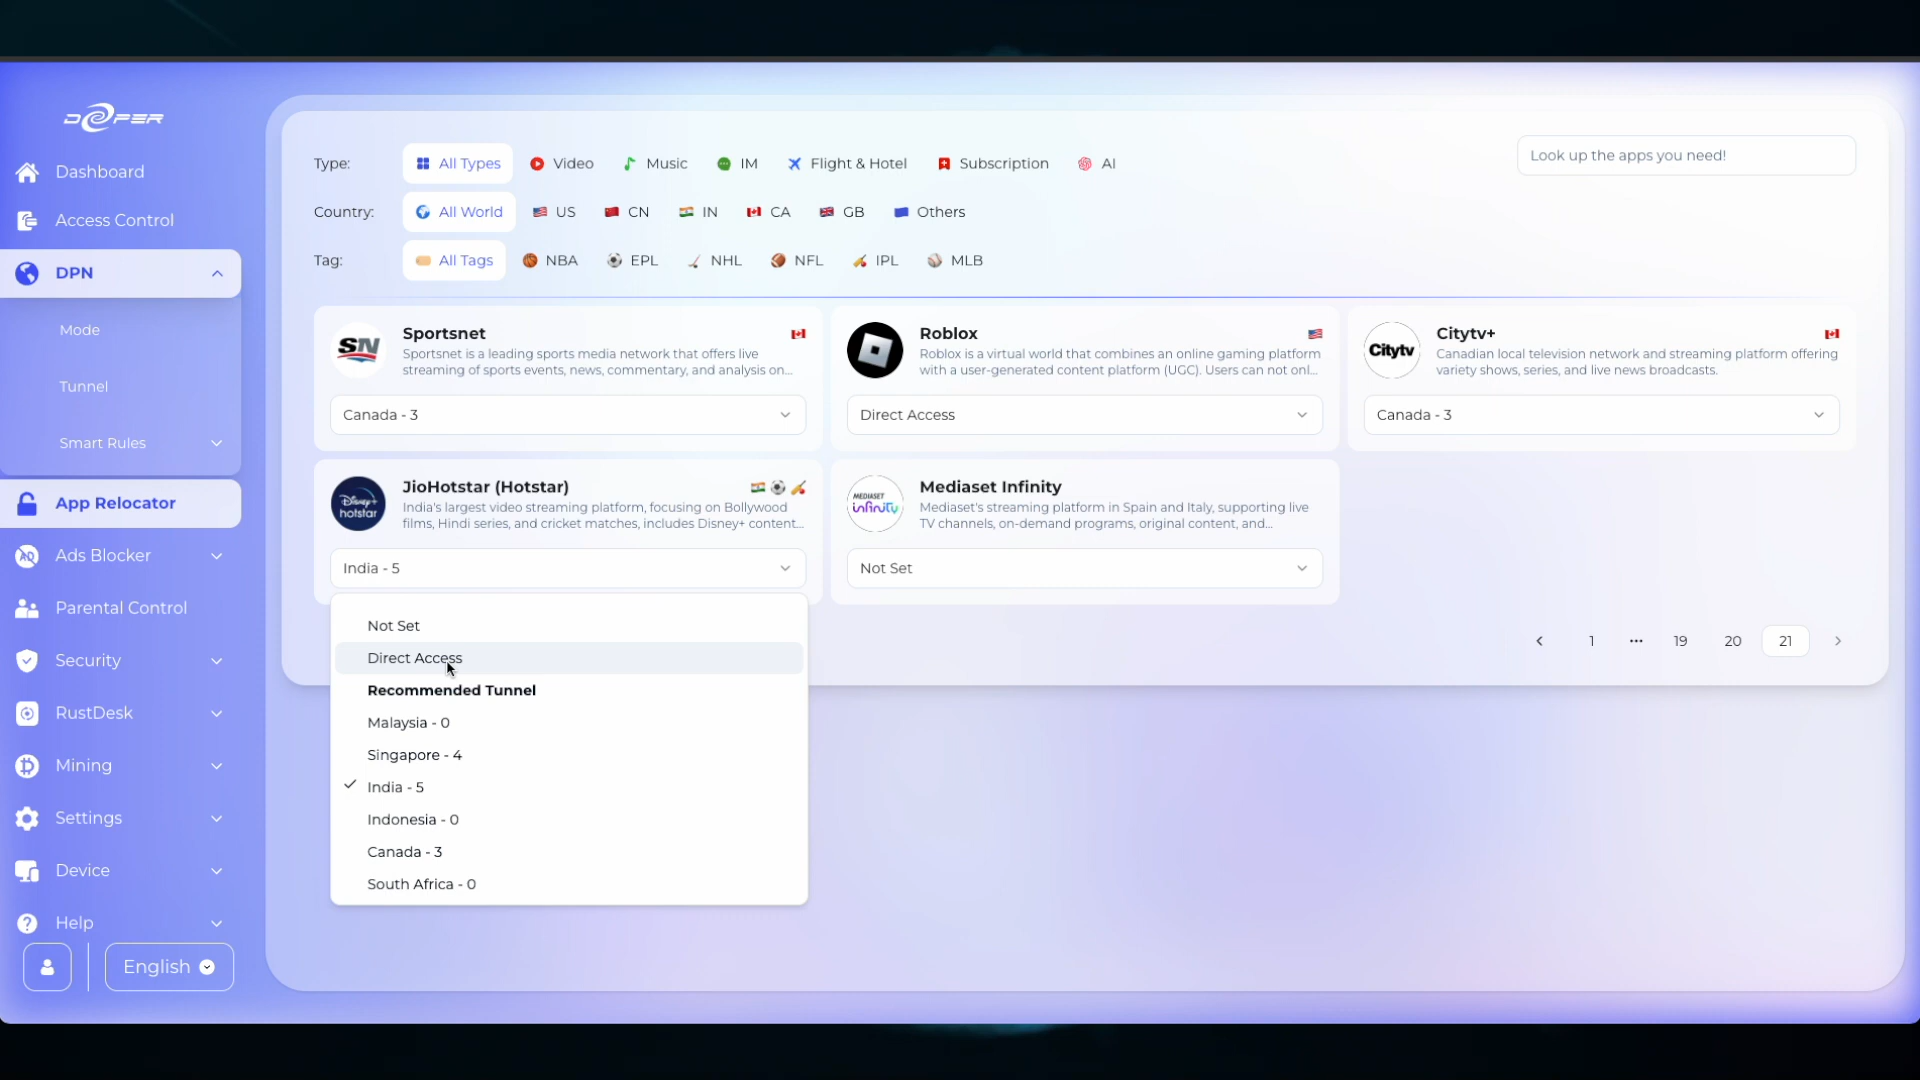 DEEPER
Dashboard
Access Control
DPN
Mode
Tunnel
Smart Rules
App Relocator
Ads Blocker
Parental Control
Security
RustDesk
Mining
Settings
Device
Help
English
Type:
All Types
Video
Music
IM
Flight & Hotel
Subscription
AI
Look up the apps you need!
Country:
All World
US
CN
IN
CA
GB
Others
Tag:
All Tags
NBA
EPL
NHL
NFL
IPL
MLB
SN
Sportsnet
Sportsnet is a leading sports media network that offers live
streaming of sports events, news, commentary, and analysis on...
Canada - 3
Roblox
Roblox is a virtual world that combines an online gaming platform
with a user-generated content platform (UGC). Users can not onl...
Direct Access
Citytv
Citytv+
Canadian local television network and streaming platform offering
variety shows, series, and live news broadcasts.
Canada - 3
Disney+
hotstar
JioHotstar (Hotstar)
India's largest video streaming platform, focusing on Bollywood
films, Hindi series, and cricket matches, includes Disney+ content...
India - 5
MEDIASET
infinity
Mediaset Infinity
Mediaset's streaming platform in Spain and Italy, supporting live
TV channels, on-demand programs, original content, and...
Not Set
Not Set
Direct Access
Recommended Tunnel
Malaysia - 0
Singapore - 4
India - 5
Indonesia - 0
Canada - 3
South Africa - 0
1
•••
19
20
21